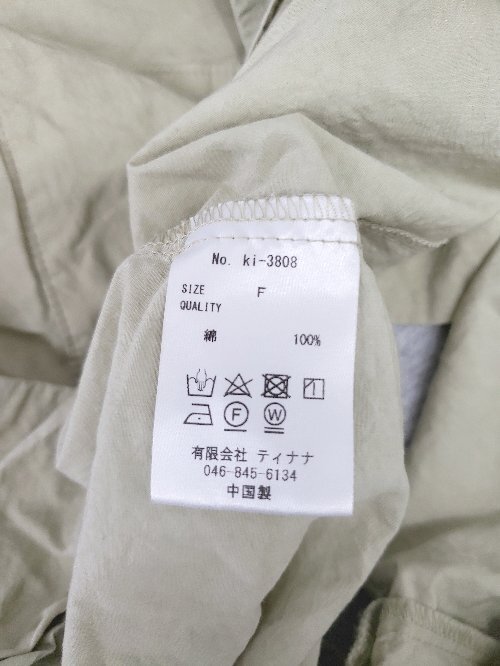 No. ki-3808
SIZE F
QUALITY
綿 100%
F W
有限会社 ティナナ
046-845-6134
中国製